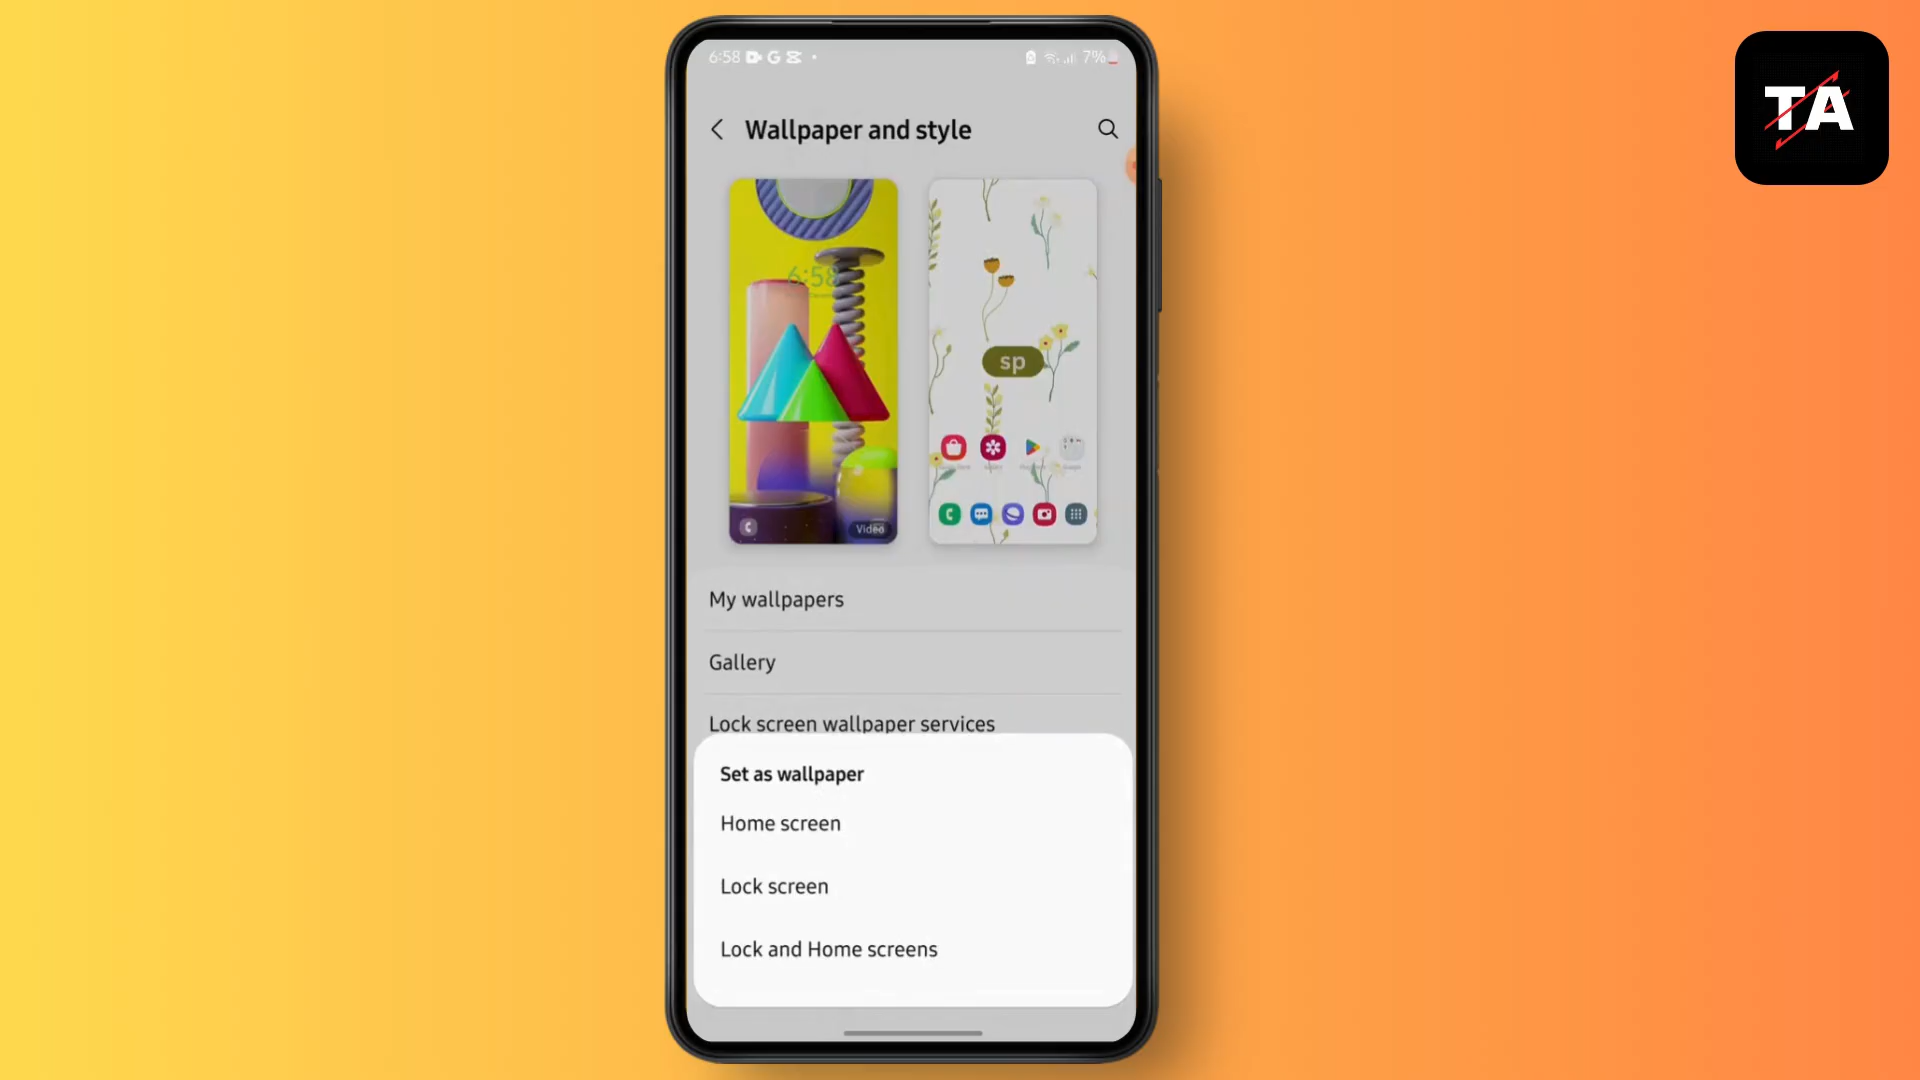 6:58 G 7%
TA
Wallpaper and style
6:58
sp
Video
My wallpapers
Gallery
Lock screen wallpaper services
Set as wallpaper
Home screen
Lock screen
Lock and Home screens